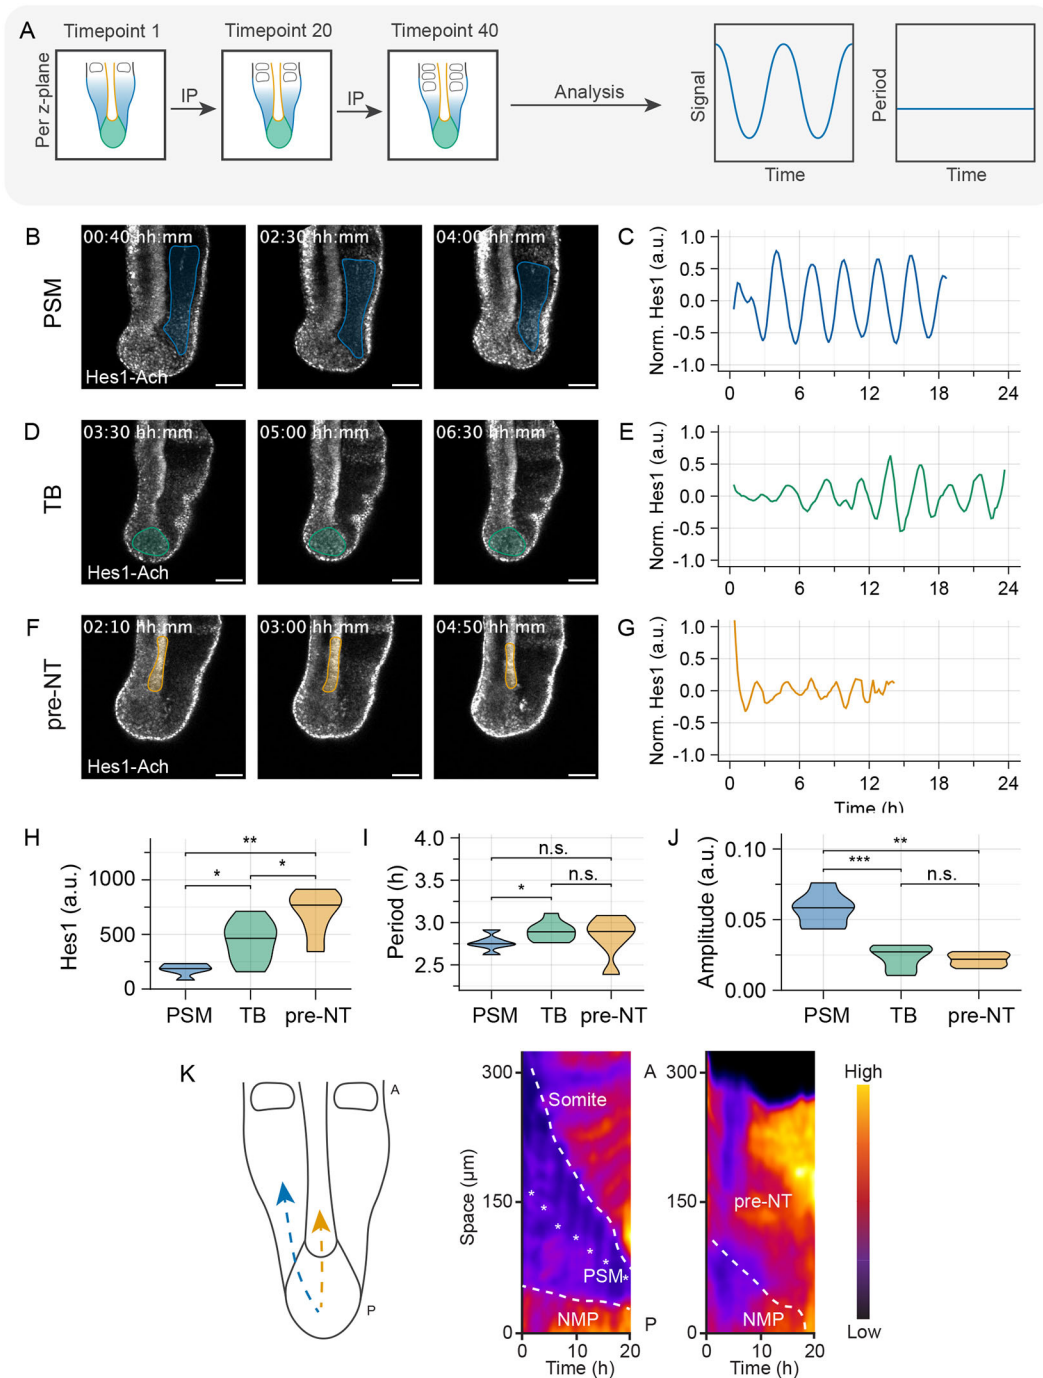 A
Timepoint 1
Timepoint 20
Timepoint 40
Per z-plane
IP
IP
Analysis
Signal
Time
Period
Time
B
PSM
00:40 hh:mm
02:30 hh:mm
04:00 hh:mm
Hes1-Ach
C
Norm. Hes1 (a.u.)
1.0
0.5
0.0
-0.5
-1.0
0 6 12 18 24
D
TB
03:30 hh:mm
05:00 hh:mm
06:30 hh:mm
Hes1-Ach
E
Norm. Hes1 (a.u.)
1.0
0.5
0.0
-0.5
-1.0
0 6 12 18 24
F
pre-NT
02:10 hh:mm
03:00 hh:mm
04:50 hh:mm
Hes1-Ach
G
Norm. Hes1 (a.u.)
1.0
0.5
0.0
-0.5
-1.0
0 6 12 18 24
Time (h)
H
Hes1 (a.u.)
1000
500
0
**
*
*
PSM TB pre-NT
I
Period (h)
4.0
3.5
3.0
2.5
n.s.
n.s.
*
PSM TB pre-NT
J
Amplitude (a.u.)
0.10
0.05
0.00
**
***
n.s.
PSM TB pre-NT
K
A
P
Space (µm)
300
150
0
Somite
* * * * * * *
PSM
NMP
0 10 20
Time (h)
A
P
300
150
0
pre-NT
NMP
0 10 20
Time (h)
High
Low